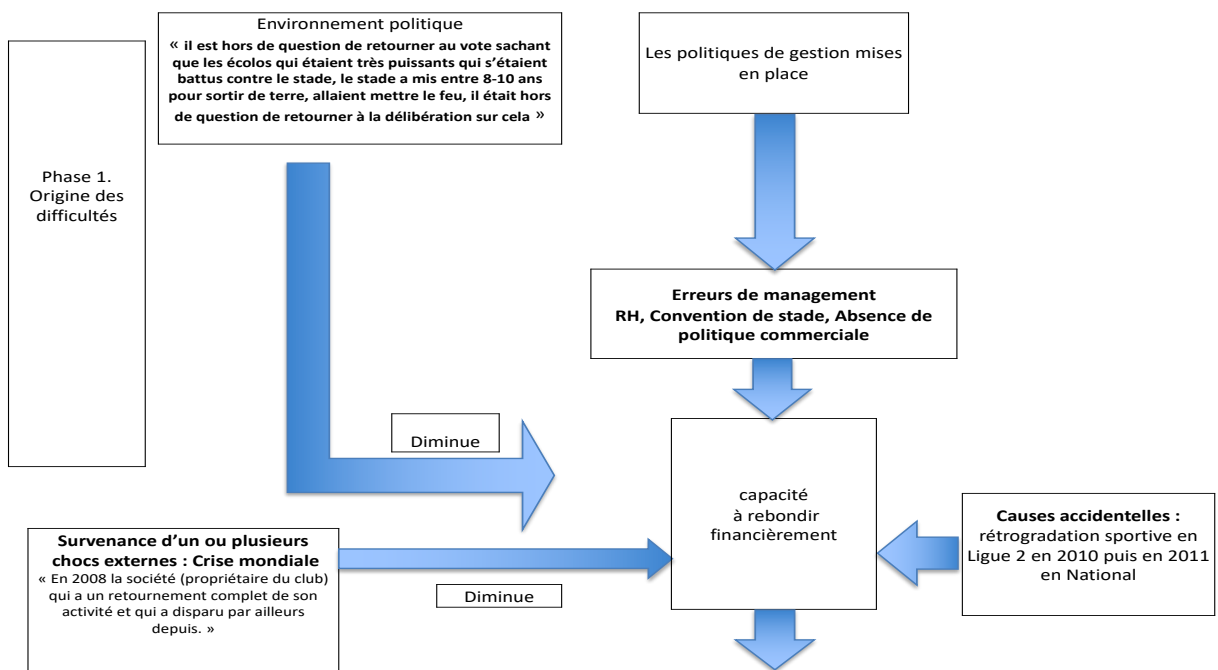 Phase 1.
Origine des
difficultés
Environnement politique
« il est hors de question de retourner au vote sachant
que les écolos qui étaient très puissants qui s’étaient
battus contre le stade, le stade a mis entre 8-10 ans
pour sortir de terre, allaient mettre le feu, il était hors
de question de retourner à la délibération sur cela »
Les politiques de gestion mises
en place
Erreurs de management
RH, Convention de stade, Absence de
politique commerciale
Diminue
capacité
à rebondir
financièrement
Causes accidentelles :
rétrogradation sportive en
Ligue 2 en 2010 puis en 2011
en National
Survenance d’un ou plusieurs
chocs externes : Crise mondiale
« En 2008 la société (propriétaire du club)
qui a un retournement complet de son
activité et qui a disparu par ailleurs
depuis. »
Diminue